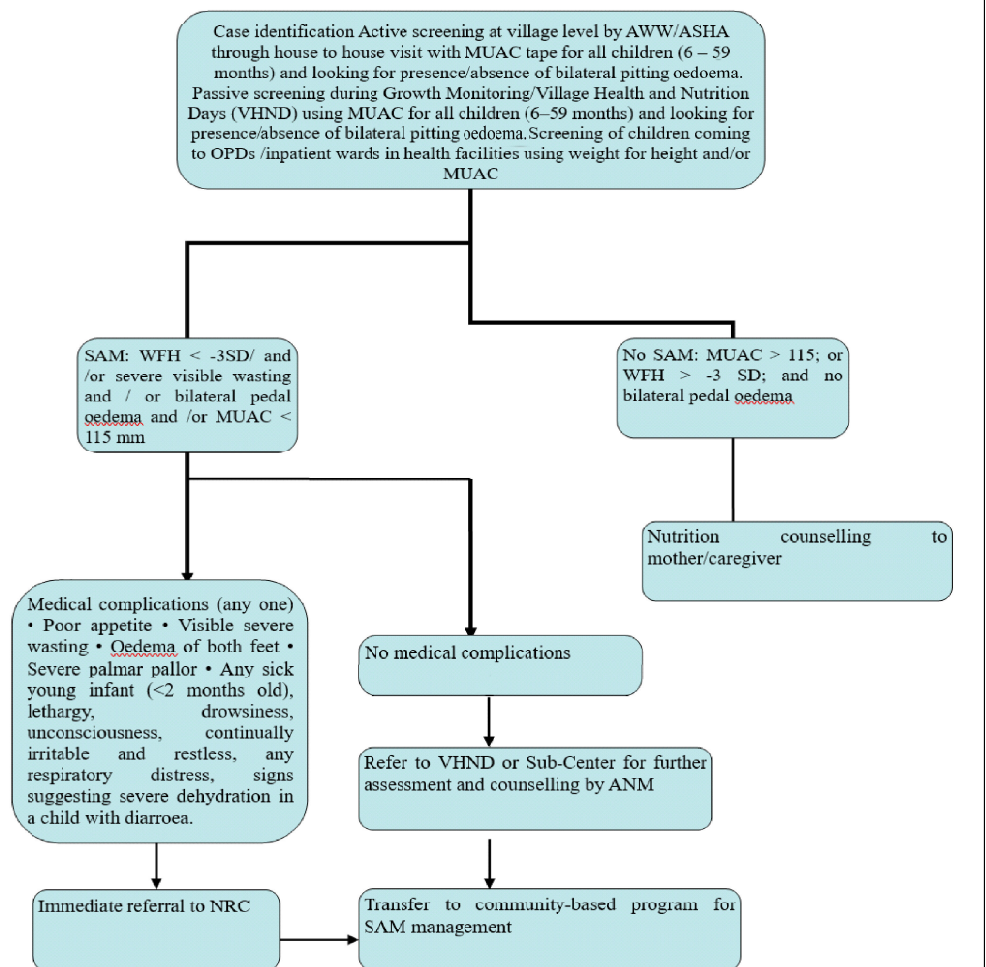 Case identification Active screening at village level by AWW/ASHA
through house to house visit with MUAC tape for all children (6 – 59
months) and looking for presence/absence of bilateral pitting oedoema.
Passive screening during Growth Monitoring/Village Health and Nutrition
Days (VHND) using MUAC for all children (6–59 months) and looking for
presence/absence of bilateral pitting oedoema.Screening of children coming
to OPDs /inpatient wards in health facilities using weight for height and/or
MUAC
SAM: WFH < -3SD/ and
/or severe visible wasting
and / or bilateral pedal
oedema and /or MUAC <
115 mm
No SAM: MUAC > 115; or
WFH > -3 SD; and no
bilateral pedal oedema
Nutrition counselling to
mother/caregiver
Medical complications (any one)
• Poor appetite • Visible severe
wasting • Oedema of both feet •
Severe palmar pallor • Any sick
young infant (<2 months old),
lethargy, drowsiness,
unconsciousness, continually
irritable and restless, any
respiratory distress, signs
suggesting severe dehydration in
a child with diarroea.
No medical complications
Refer to VHND or Sub-Center for further
assessment and counselling by ANM
Immediate referral to NRC
Transfer to community-based program for
SAM management